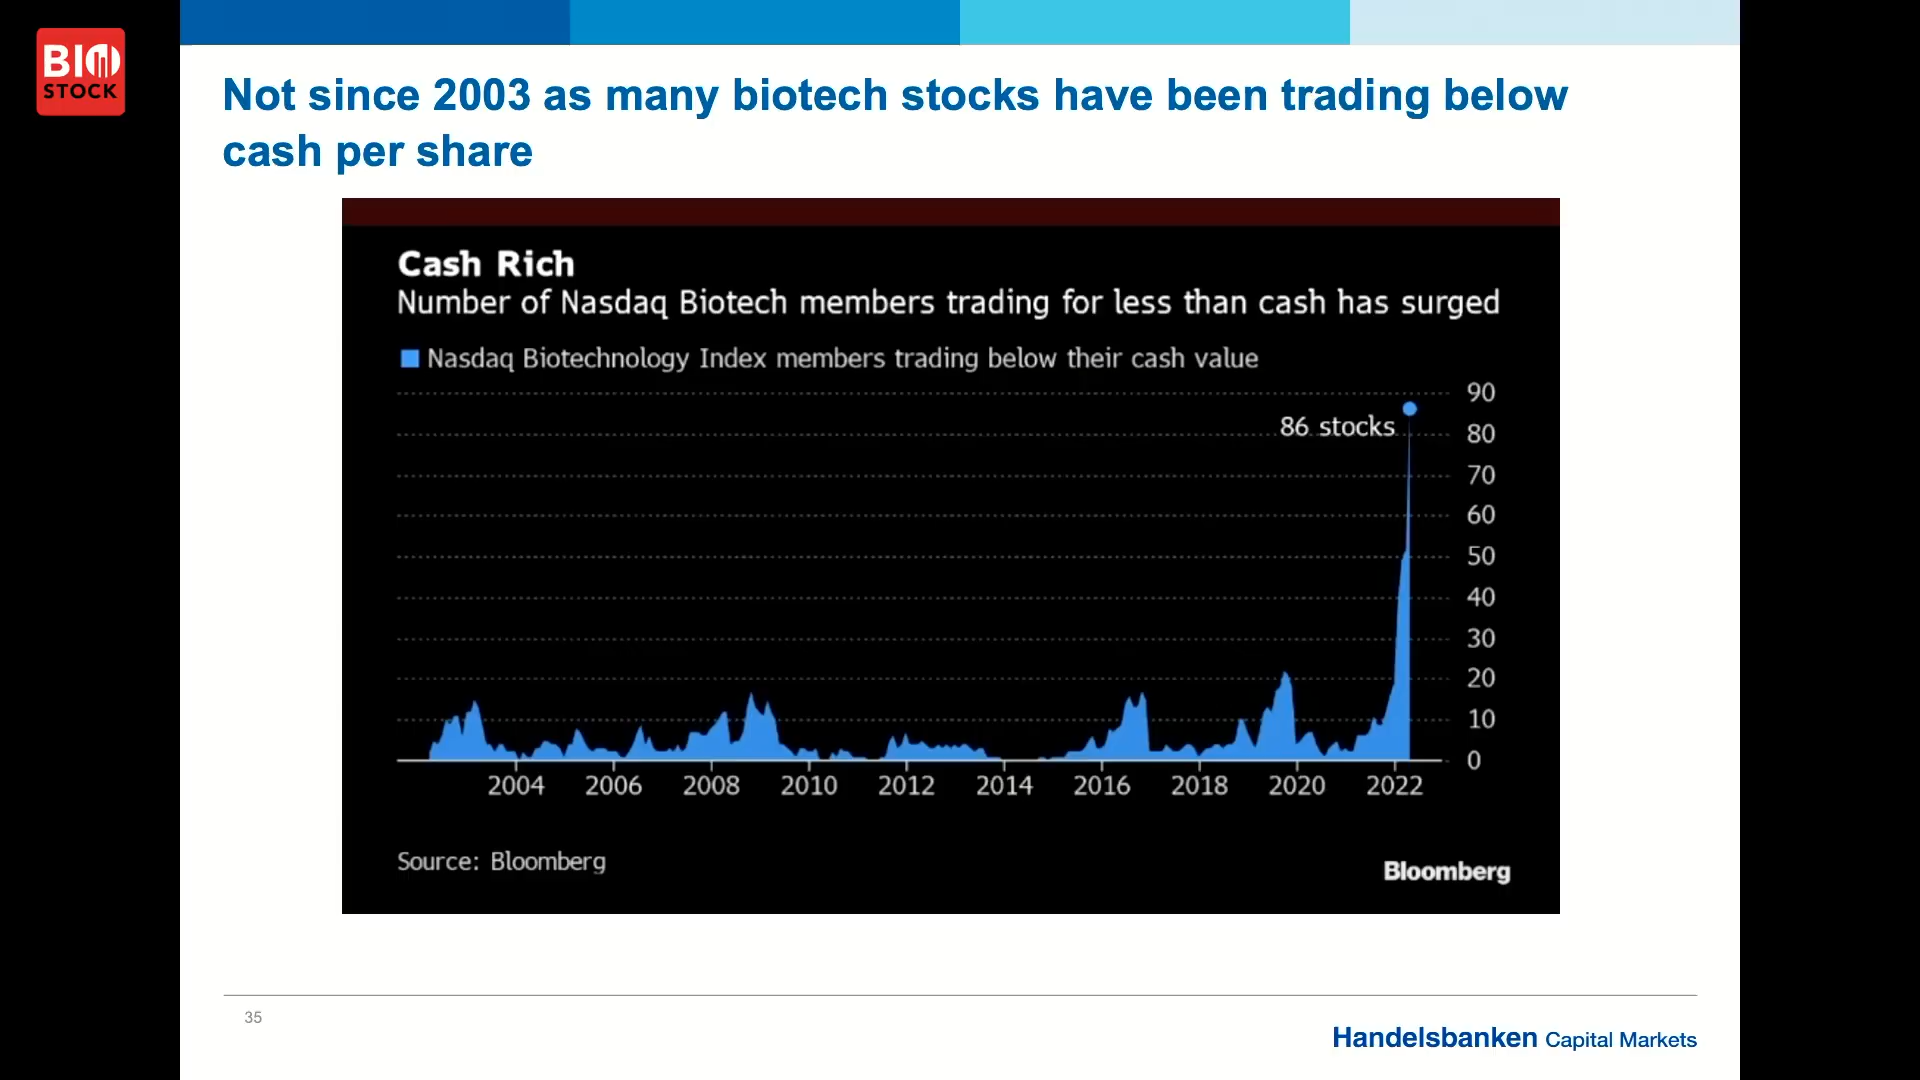 BIO
STOCK
Not since 2003 as many biotech stocks have been trading below
cash per share
Cash Rich
Number of Nasdaq Biotech members trading for less than cash has surged
Nasdaq Biotechnology Index members trading below their cash value
90
86 stocks
80
70
60
50
40
30
20
10
0
2004 2006 2008 2010 2012 2014 2016 2018 2020 2022
Source: Bloomberg
Bloomberg
35
Handelsbanken Capital Markets